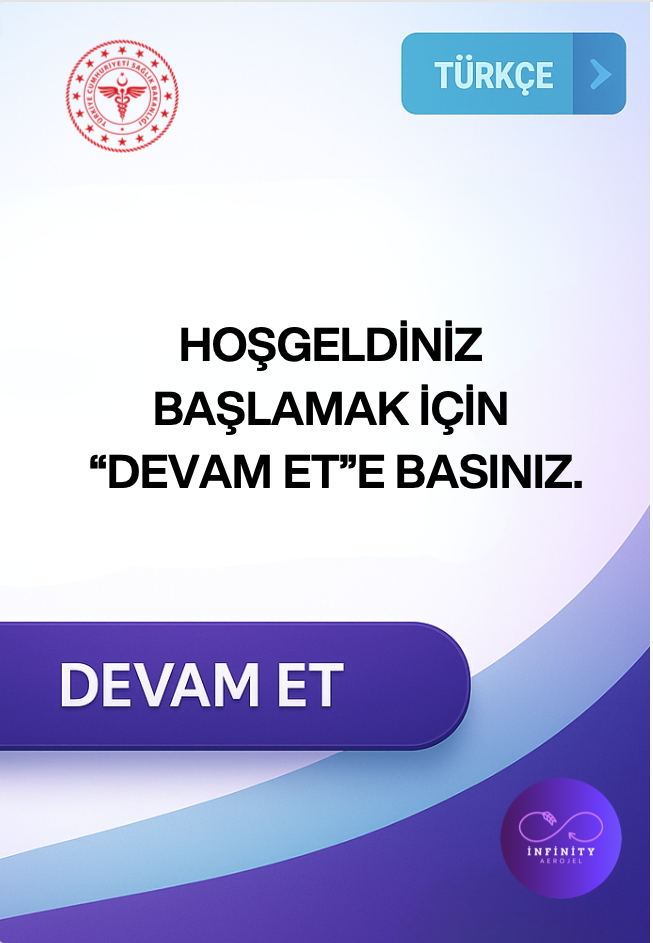 TÜRKİYE CUMHURİYETİ SAĞLIK BAKANLIĞI
TÜRKÇE
HOŞGELDİNİZ
BAŞLAMAK İÇİN
“DEVAM ET”E BASINIZ.
DEVAM ET
İNFİNİTY
AEROJEL